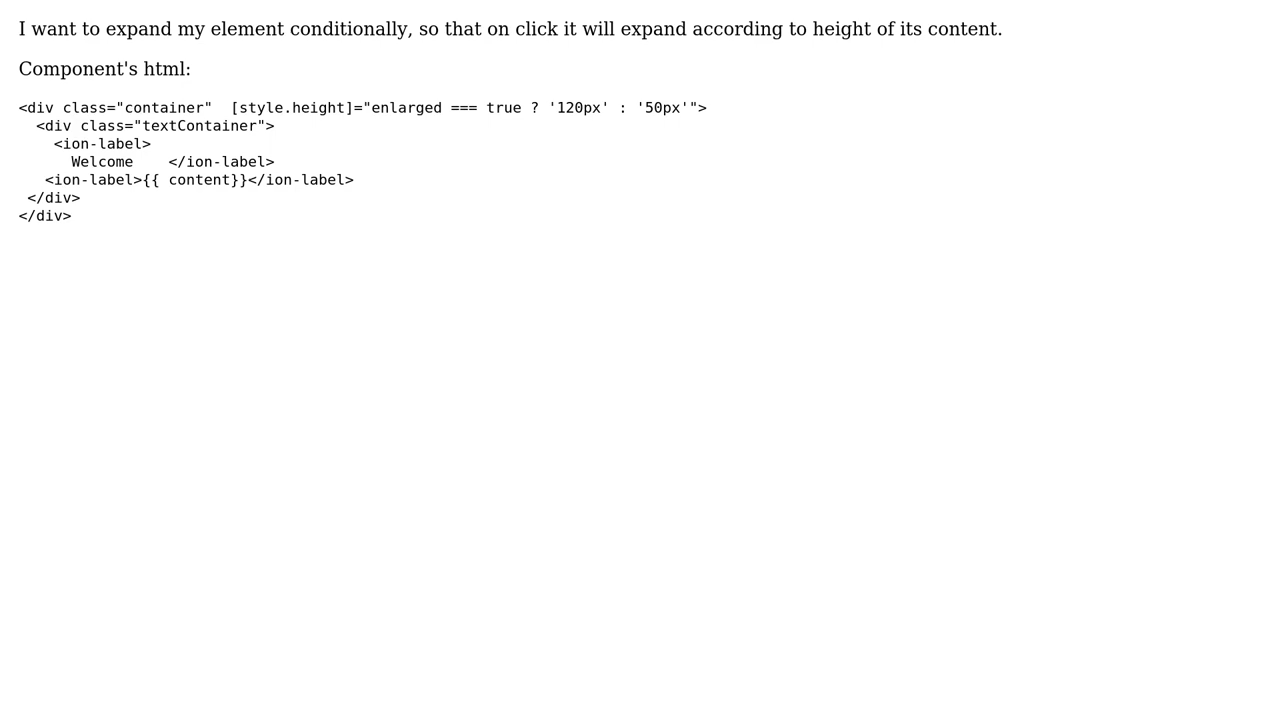 I want to expand my element conditionally, so that on click it will expand according to height of its content.
Component's html:
<div class="container"  [style.height]="enlarged === true ? '120px' : '50px'">
  <div class="textContainer">
    <ion-label>
      Welcome    </ion-label>
   <ion-label>{{ content}}</ion-label>
 </div>
</div>